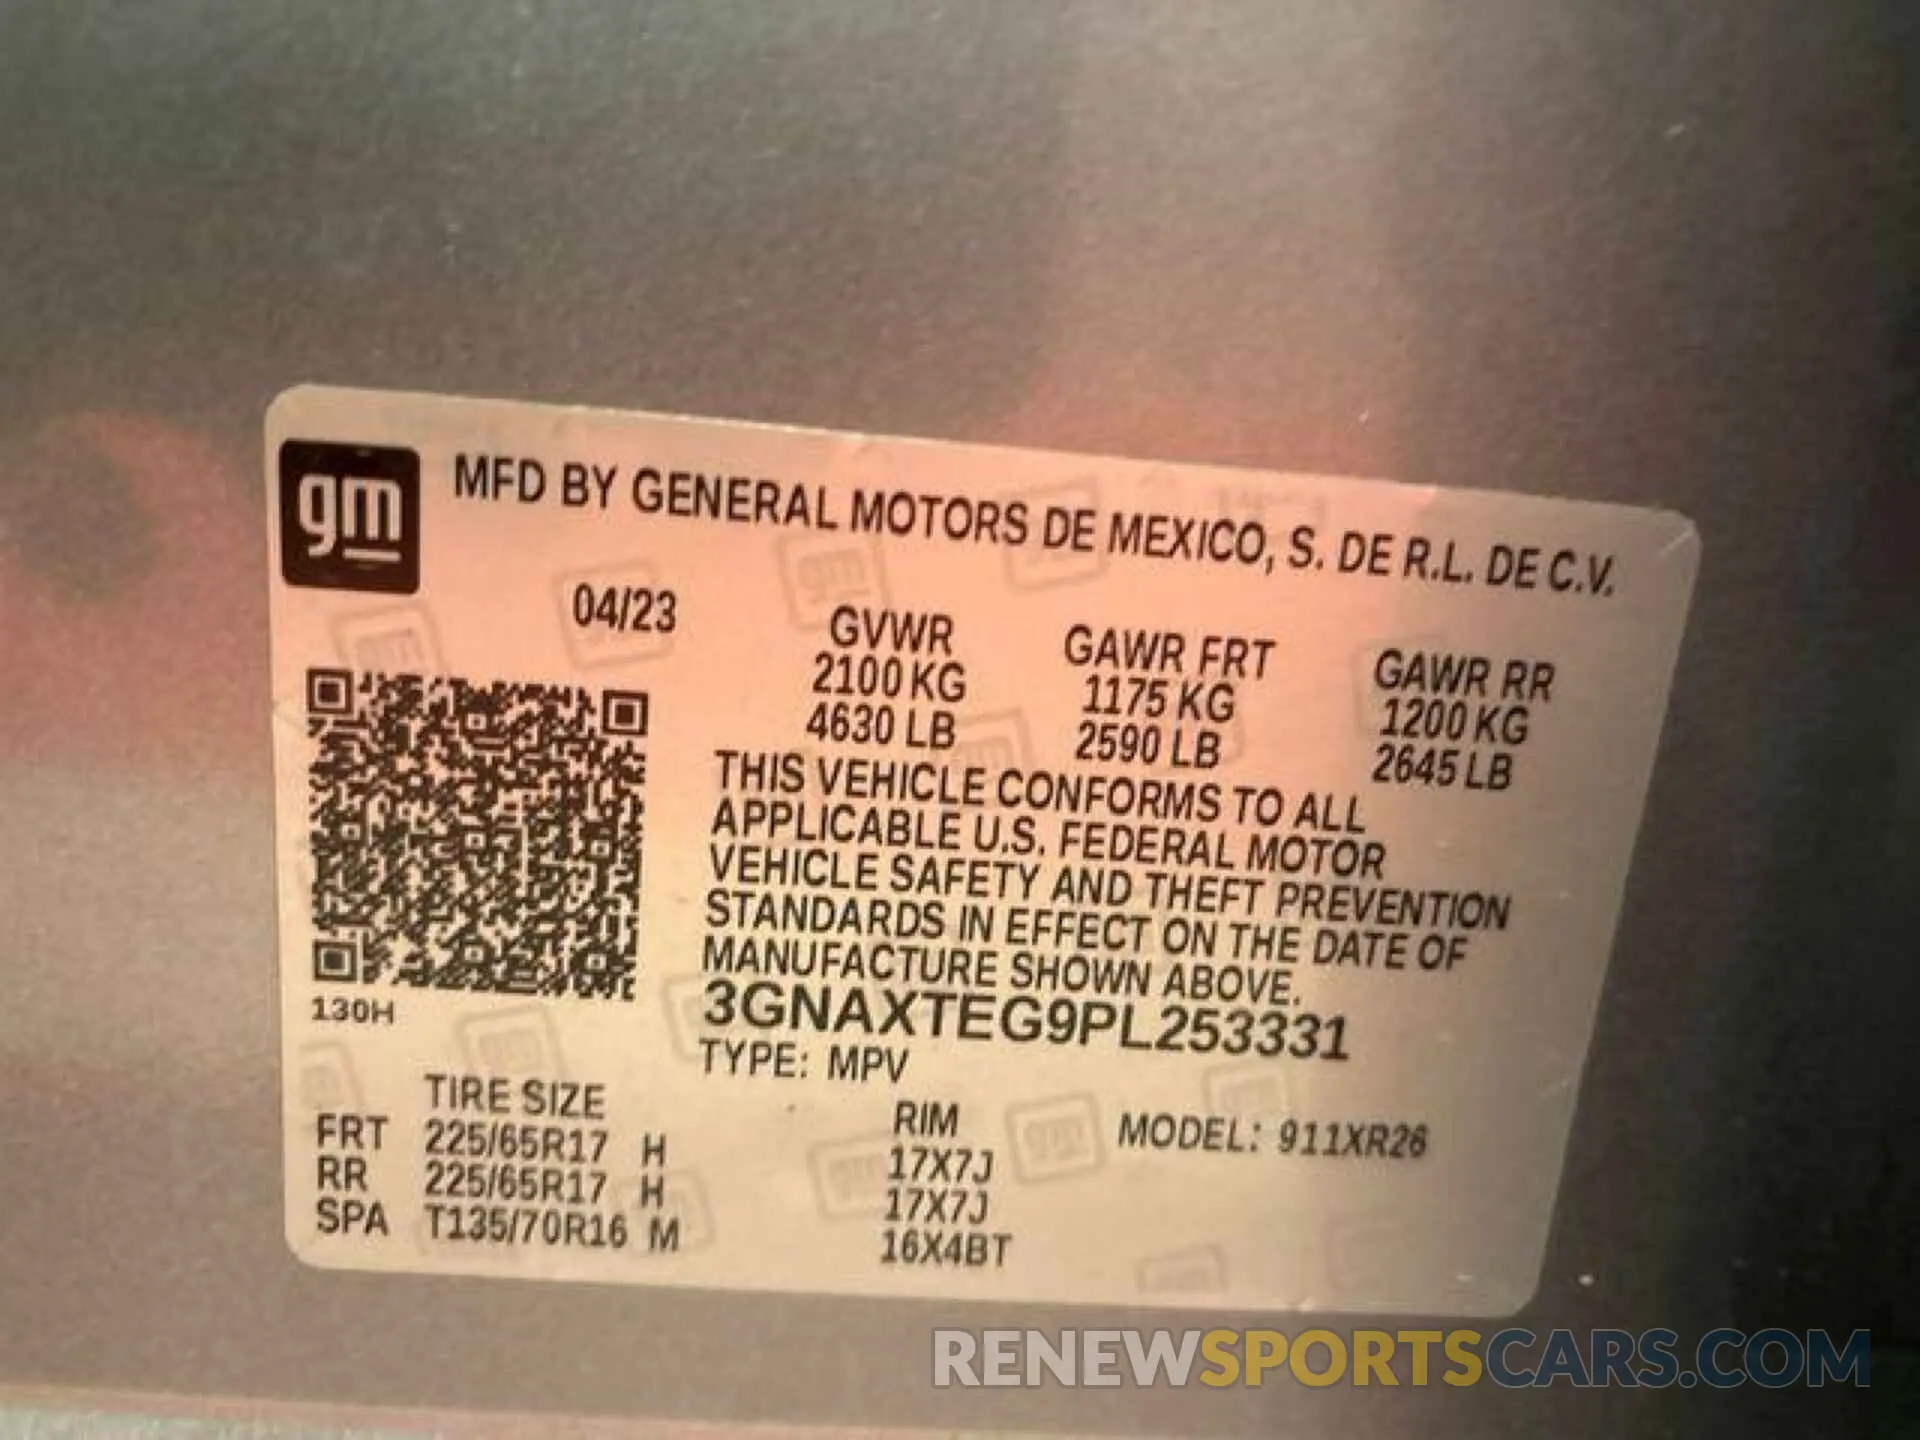 gm
MFD BY GENERAL MOTORS DE MEXICO, S. DE R.L. DE C.V.
04/23
GVWR GAWR FRT GAWR RR
2100 KG 1175 KG 1200 KG
4630 LB 2590 LB 2645 LB
THIS VEHICLE CONFORMS TO ALL
APPLICABLE U.S. FEDERAL MOTOR
VEHICLE SAFETY AND THEFT PREVENTION
STANDARDS IN EFFECT ON THE DATE OF
MANUFACTURE SHOWN ABOVE.
3GNAXTEG9PL253331
TYPE: MPV
130H
TIRE SIZE RIM MODEL: 911XR26
FRT 225/65R17 H 17X7J
RR 225/65R17 H 17X7J
SPA T135/70R16 M 16X4BT
RENEWSPORTSCARS.COM